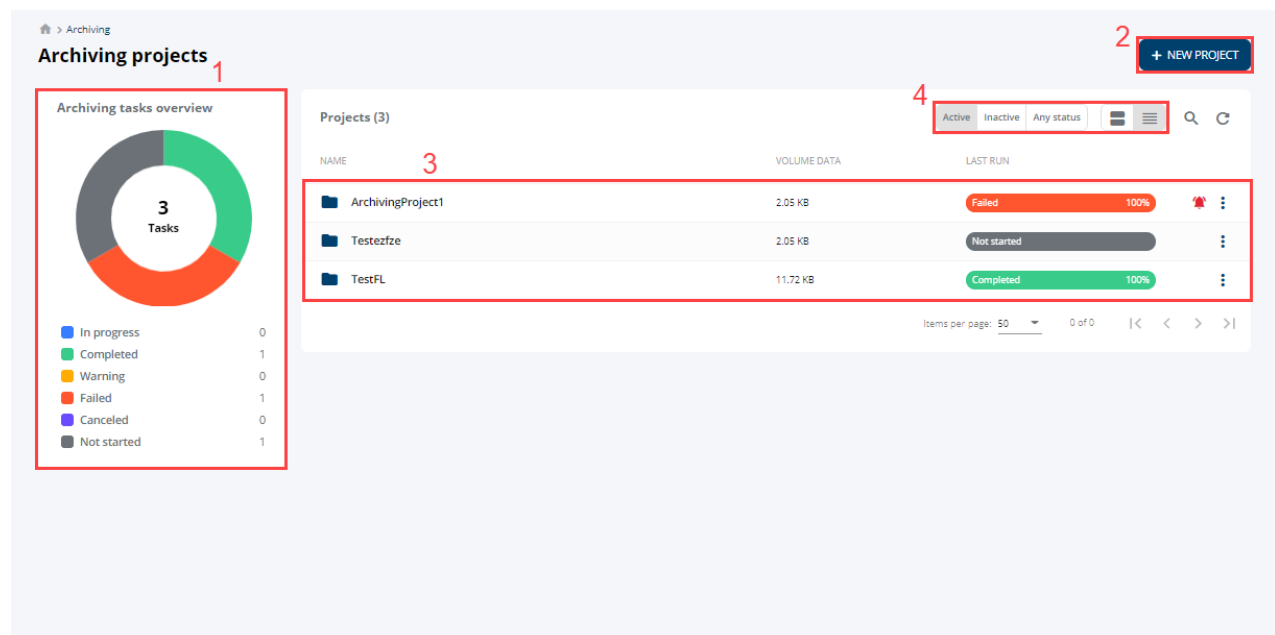 > Archiving
Archiving projects
1
2
+ NEW PROJECT
Archiving tasks overview
3
Tasks
In progress 0
Completed 1
Warning 0
Failed 1
Canceled 0
Not started 1
Projects (3)
4
Active Inactive Any status
NAME VOLUME DATA LAST RUN
3
ArchivingProject1 2.05 KB Failed 100%
Testezfze 2.05 KB Not started
TestFL 11.72 KB Completed 100%
Items per page: 50 0 of 0